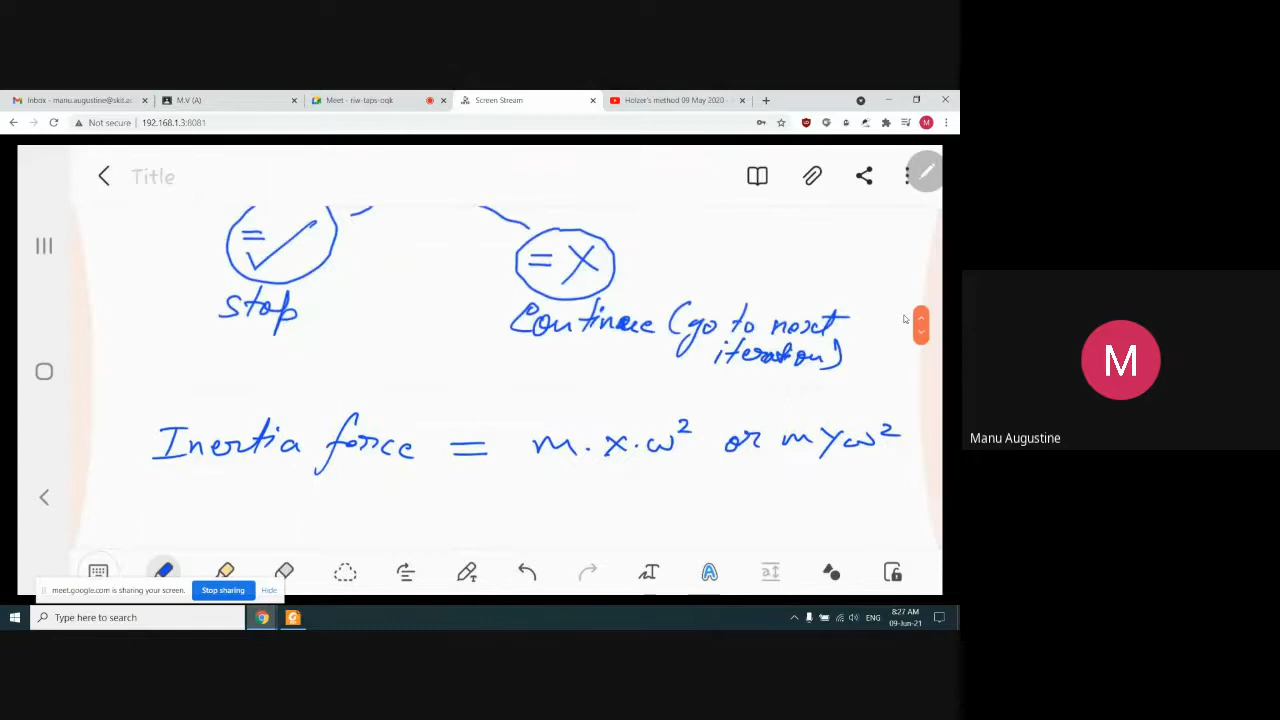 Inbox - manu.augustine@skit.ac
M.V (A)
Meet - riw-taps-oqk
Screen Stream
Holzer's method 09 May 2020 -
Not secure | 192.168.1.3:8081
Title
=
= X
stop
Continue (go to next
iteration)
Inertia force = m . x . ω² or m y ω²
meet.google.com is sharing your screen.
Stop sharing
Hide
Type here to search
ENG
8:27 AM
09-Jun-21
M
Manu Augustine